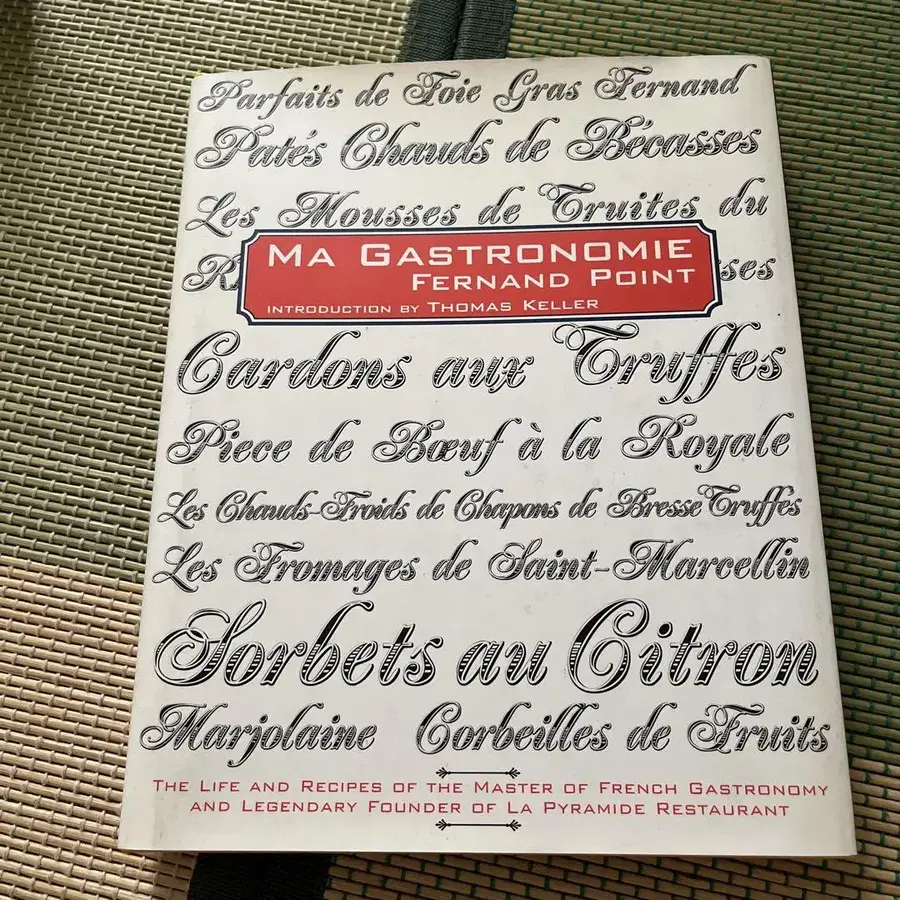 Parfaits de Foie Gras Fernand
Patés Chauds de Bécasses
Les Mousses de Truites du
MA GASTRONOMIE
FERNAND POINT
INTRODUCTION BY THOMAS KELLER
Cardons aux Truffes
Piece de Bœuf à la Royale
Les Chauds-Froids de Chapons de Bresse Truffes
Les Fromages de Saint-Marcellin
Sorbets au Citron
Marjolaine Corbeilles de Fruits
THE LIFE AND RECIPES OF THE MASTER OF FRENCH GASTRONOMY
AND LEGENDARY FOUNDER OF LA PYRAMIDE RESTAURANT